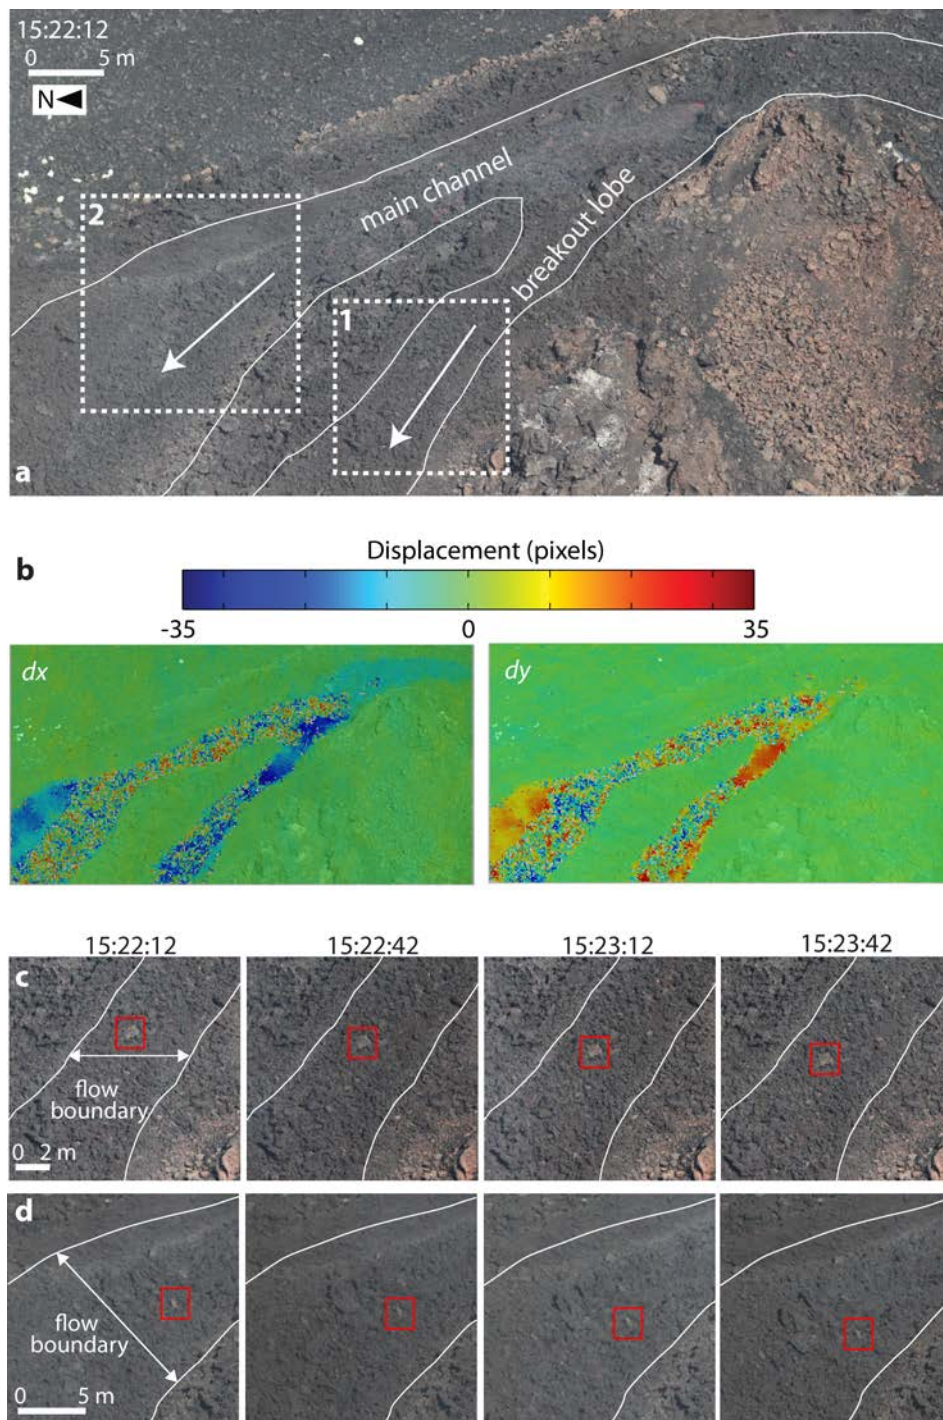 15:22:12
0 5 m
N
2
main channel
breakout lobe
1
a
b
Displacement (pixels)
-35 0 35
dx dy
15:22:12 15:22:42 15:23:12 15:23:42
c
flow
boundary
0 2 m
d
flow
boundary
0 5 m